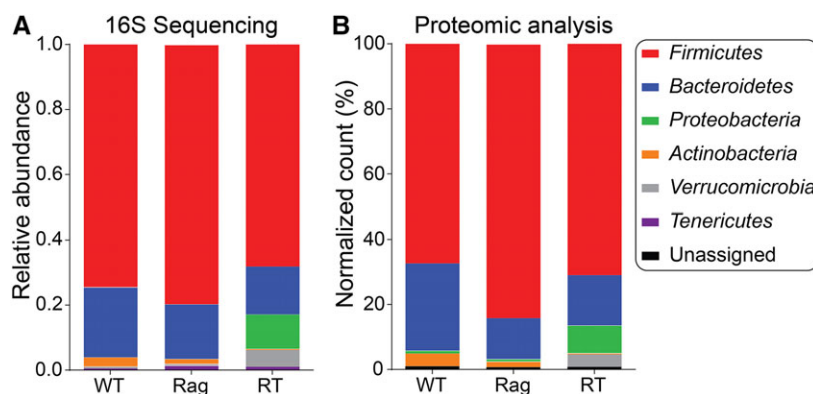 A 16S Sequencing
Relative abundance
1.0
0.8
0.6
0.4
0.2
0.0
WT Rag RT
B Proteomic analysis
Normalized count (%)
100
80
60
40
20
0
WT Rag RT
Firmicutes
Bacteroidetes
Proteobacteria
Actinobacteria
Verrucomicrobia
Tenericutes
Unassigned